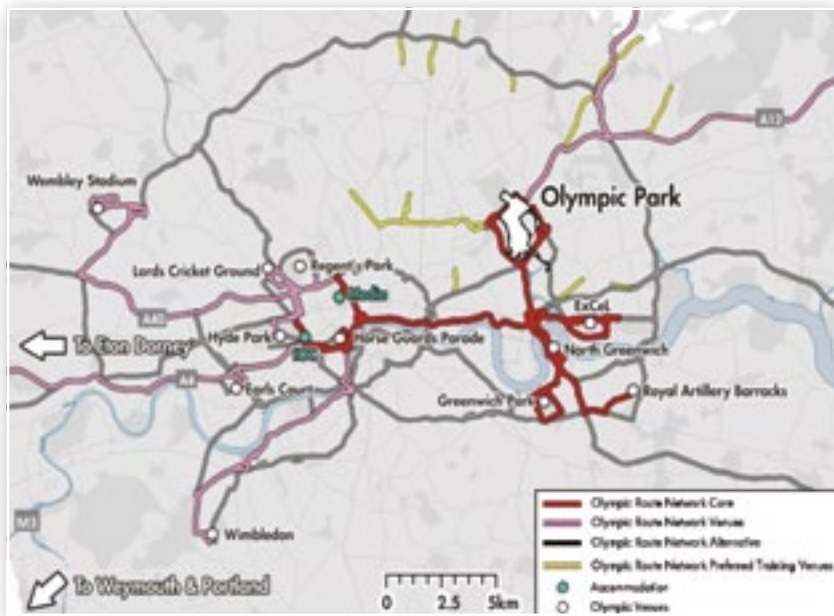 A12
Wembley Stadium
Olympic Park
Lords Cricket Ground
Regent's Park
Media
ExCeL
A40
To Eton Dorney
Hyde Park
Horse Guards Parade
North Greenwich
A4
Earls Court
Greenwich Park
Royal Artillery Barracks
M3
Wimbledon
To Weymouth & Portland
0 2.5 5km
Olympic Route Network Core
Olympic Route Network Venues
Olympic Route Network Alternative
Olympic Route Network Preferred Training Venues
Accommodation
Olympic Venues